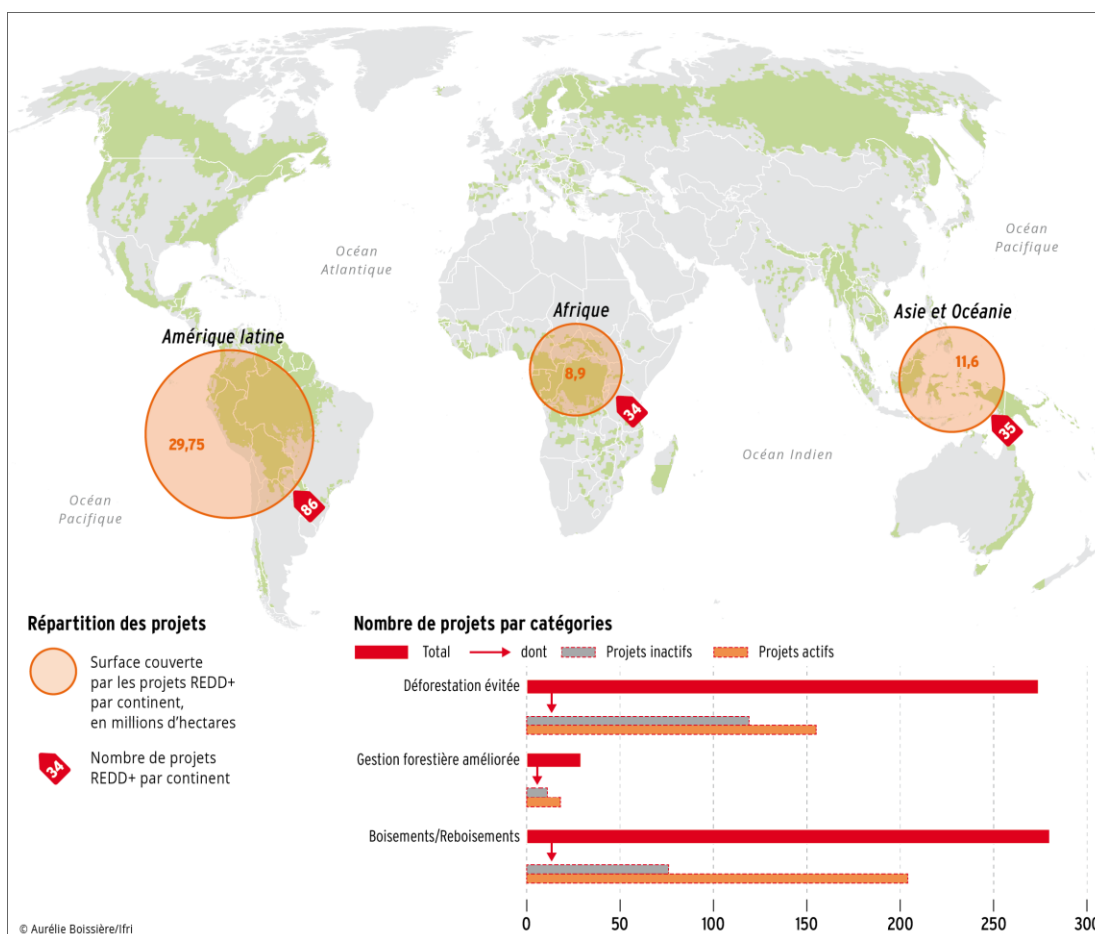 Océan
Atlantique
Océan
Pacifique
Amérique latine
Afrique
Asie et Océanie
29,75
8,9
11,6
86
34
35
Océan Indien
Océan
Pacifique
Répartition des projets
Surface couverte
par les projets REDD+
par continent,
en millions d'hectares
34
Nombre de projets
REDD+ par continent
Nombre de projets par catégories
Total
dont
Projets inactifs
Projets actifs
Déforestation évitée
Gestion forestière améliorée
Boisements/Reboisements
0
50
100
150
200
250
300
© Aurélie Boissière/Ifri